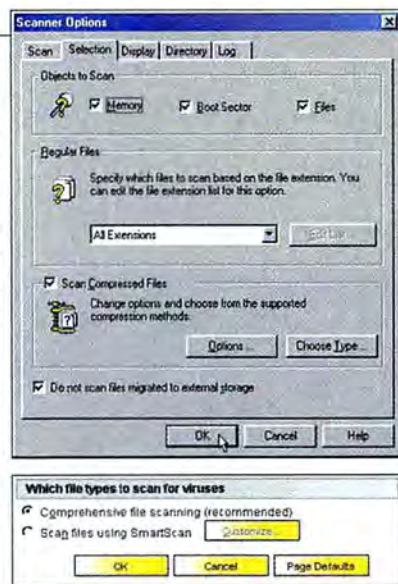 Scanner Options
Scan Selection Display Directory Log
Objects to Scan
Memory Boot Sector Files
Regular Files
Specify which files to scan based on the file extension. You
can edit the file extension list for this option.
All Exensions Edit List...
Scan Compressed Files
Change options and choose from the supported
compression methods.
Options... Choose Type...
Do not scan files migrated to external storage
OK Cancel Help
Which file types to scan for viruses
Comprehensive file scanning (recommended)
Scan files using SmartScan Customize...
OK Cancel Page Defaults